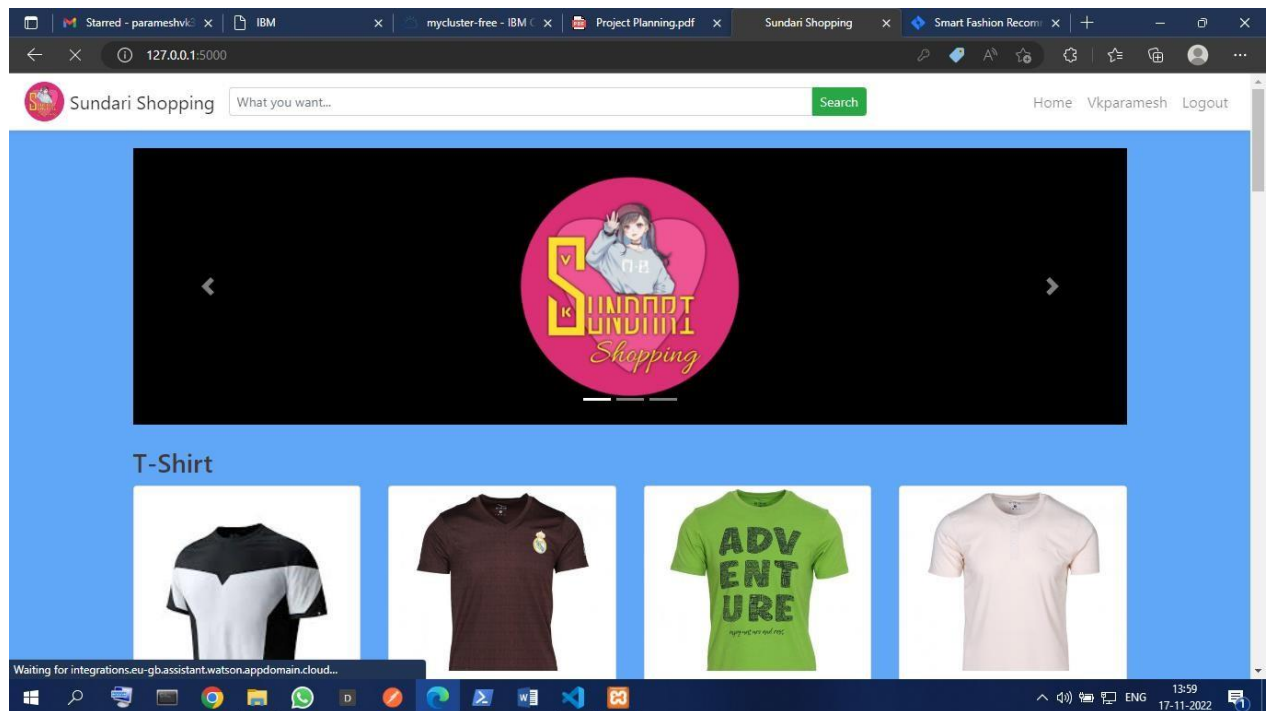 Starred - parameshvk3
IBM
mycluster-free - IBM C
Project Planning.pdf
Sundari Shopping
Smart Fashion Recom
127.0.0.1:5000
Sundari Shopping
What you want...
Search
Home
Vkparamesh
Logout
V
K
SUNDARI
Shopping
T-Shirt
ADV
ENT
URE
Waiting for integrations.eu-gb.assistant.watson.appdomain.cloud...
ENG
13:59
17-11-2022